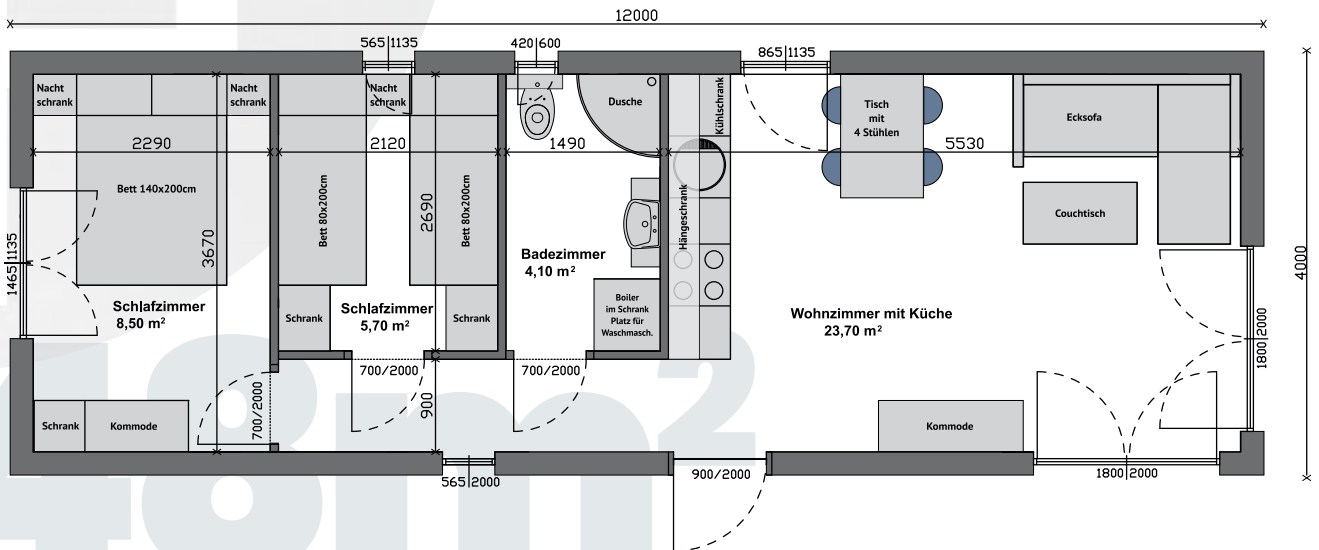 12000
565|1135
420|600
865|1135
Nacht
schrank
Nacht
schrank
Nacht
schrank
Dusche
Kühlschrank
Tisch
mit
4 Stühlen
Ecksofa
2290
2120
1490
5530
Bett 140x200cm
Bett 80x200cm
2690
Bett 80x200cm
Hängeschrank
Couchtisch
1465|1135
3670
Badezimmer
4,10 m²
4000
Schlafzimmer
8,50 m²
Schlafzimmer
5,70 m²
Schrank
Schrank
Boiler
im Schrank
Platz für
Waschmasch.
Wohnzimmer mit Küche
23,70 m²
1800|2000
700/2000
700/2000
700/2000
900
Schrank
Kommode
Kommode
48m²
565|2000
900/2000
1800|2000